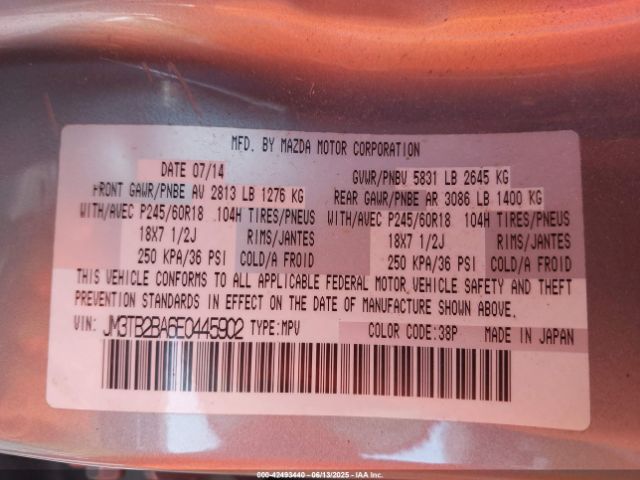 MFD. BY MAZDA MOTOR CORPORATION
DATE 07/14 GVWR/PNBV 5831 LB 2645 KG
FRONT GAWR/PNBE AV 2813 LB 1276 KG REAR GAWR/PNBE AR 3086 LB 1400 KG
WITH/AVEC P245/60R18 104H TIRES/PNEUS WITH/AVEC P245/60R18 104H TIRES/PNEUS
18X7 1/2J RIMS/JANTES 18X7 1/2J RIMS/JANTES
250 KPA/36 PSI COLD/A FROID 250 KPA/36 PSI COLD/A FROID
THIS VEHICLE CONFORMS TO ALL APPLICABLE FEDERAL MOTOR VEHICLE SAFETY AND THEFT
PREVENTION STANDARDS IN EFFECT ON THE DATE OF MANUFACTURE SHOWN ABOVE.
VIN: JM3TB2BA6E0445902 TYPE:MPV COLOR CODE:38P MADE IN JAPAN
000-42493440 - 06/13/2025 - IAA Inc.